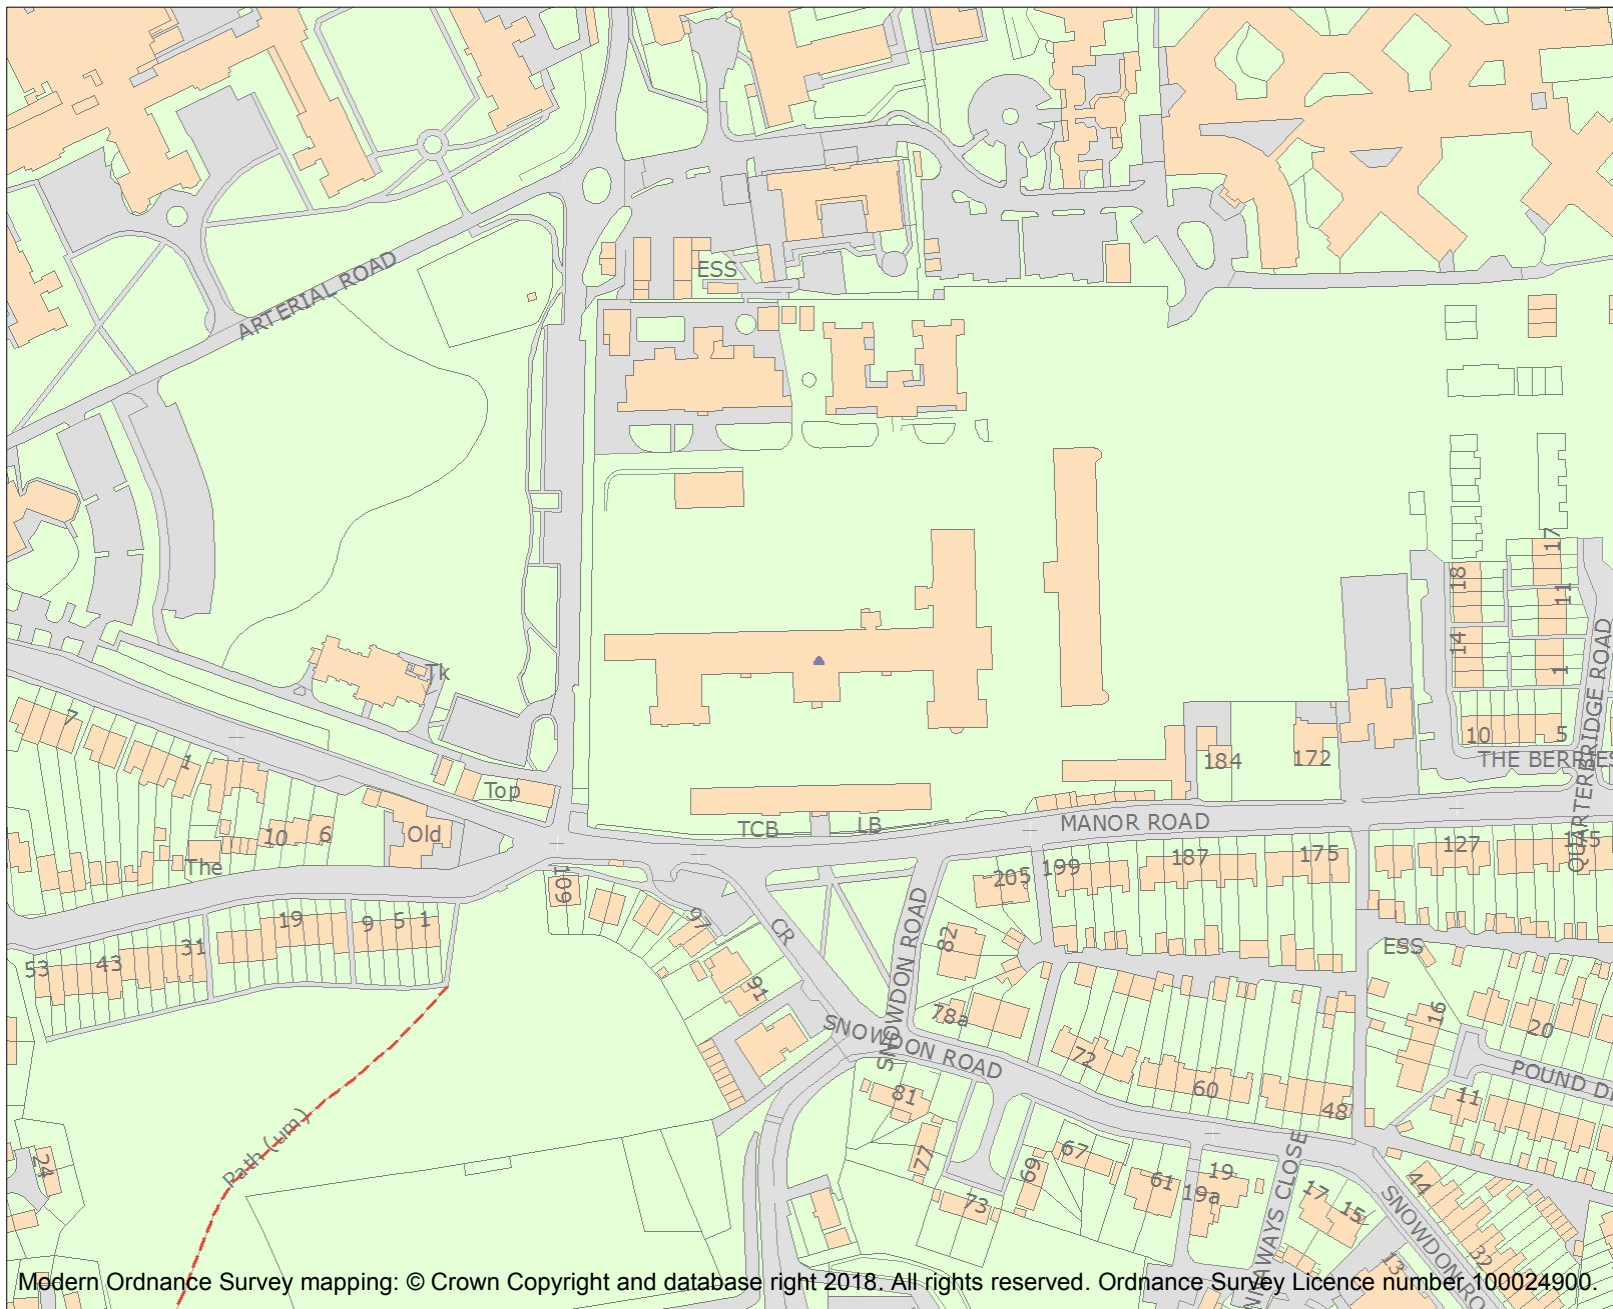 ESS
ARTERIAL ROAD
17
18
11
14
1
QUARTERBRIDGE ROAD
Tk
7
1
10
5
THE BERRIES
184
172
Top
TCB
LB
MANOR ROAD
Old
10
6
The
127
187
175
199
205
109
19
9
5
1
31
43
53
97
CR
82
SNOWDON ROAD
ESS
91
78a
SNOWDON ROAD
16
20
72
60
48
81
11
POUND
Path (um)
24
77
67
69
61
19
19a
73
17
15
44
CLOSE
SNOWDON
32
13
Modern Ordnance Survey mapping: © Crown Copyright and database right 2018. All rights reserved. Ordnance Survey Licence number 100024900.